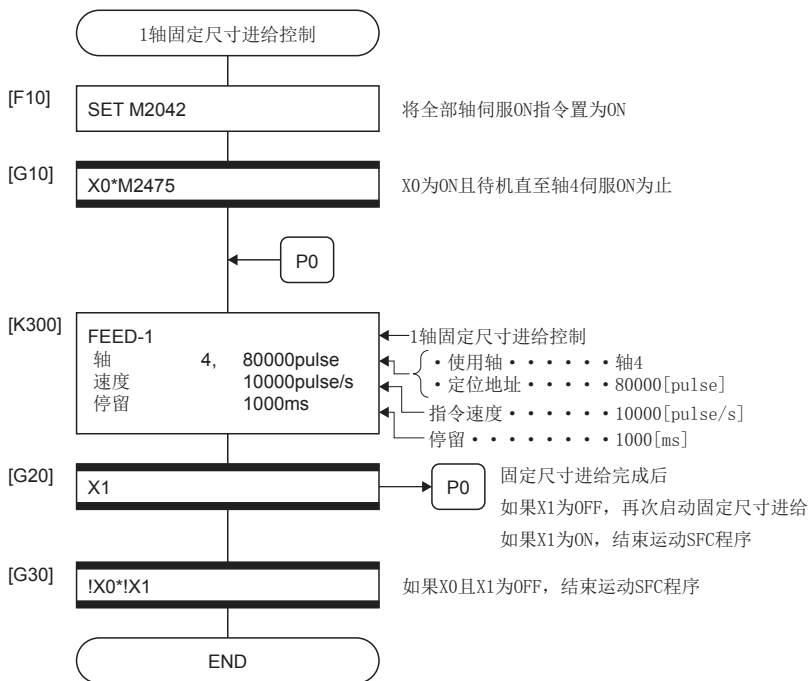 1轴固定尺寸进给控制
[F10]
SET M2042
将全部轴伺服ON指令置为ON
[G10]
X0*M2475
X0为ON且待机直至轴4伺服ON为止
P0
[K300]
FEED-1
轴 4, 80000pulse
速度 10000pulse/s
停留 1000ms
1轴固定尺寸进给控制
・使用轴・・・・・・轴4
・定位地址・・・・・80000[pulse]
指令速度・・・・・・10000[pulse/s]
停留・・・・・・・・1000[ms]
[G20]
X1
P0
固定尺寸进给完成后
如果X1为OFF，再次启动固定尺寸进给
如果X1为ON，结束运动SFC程序
[G30]
!X0*!X1
如果X0且X1为OFF，结束运动SFC程序
END